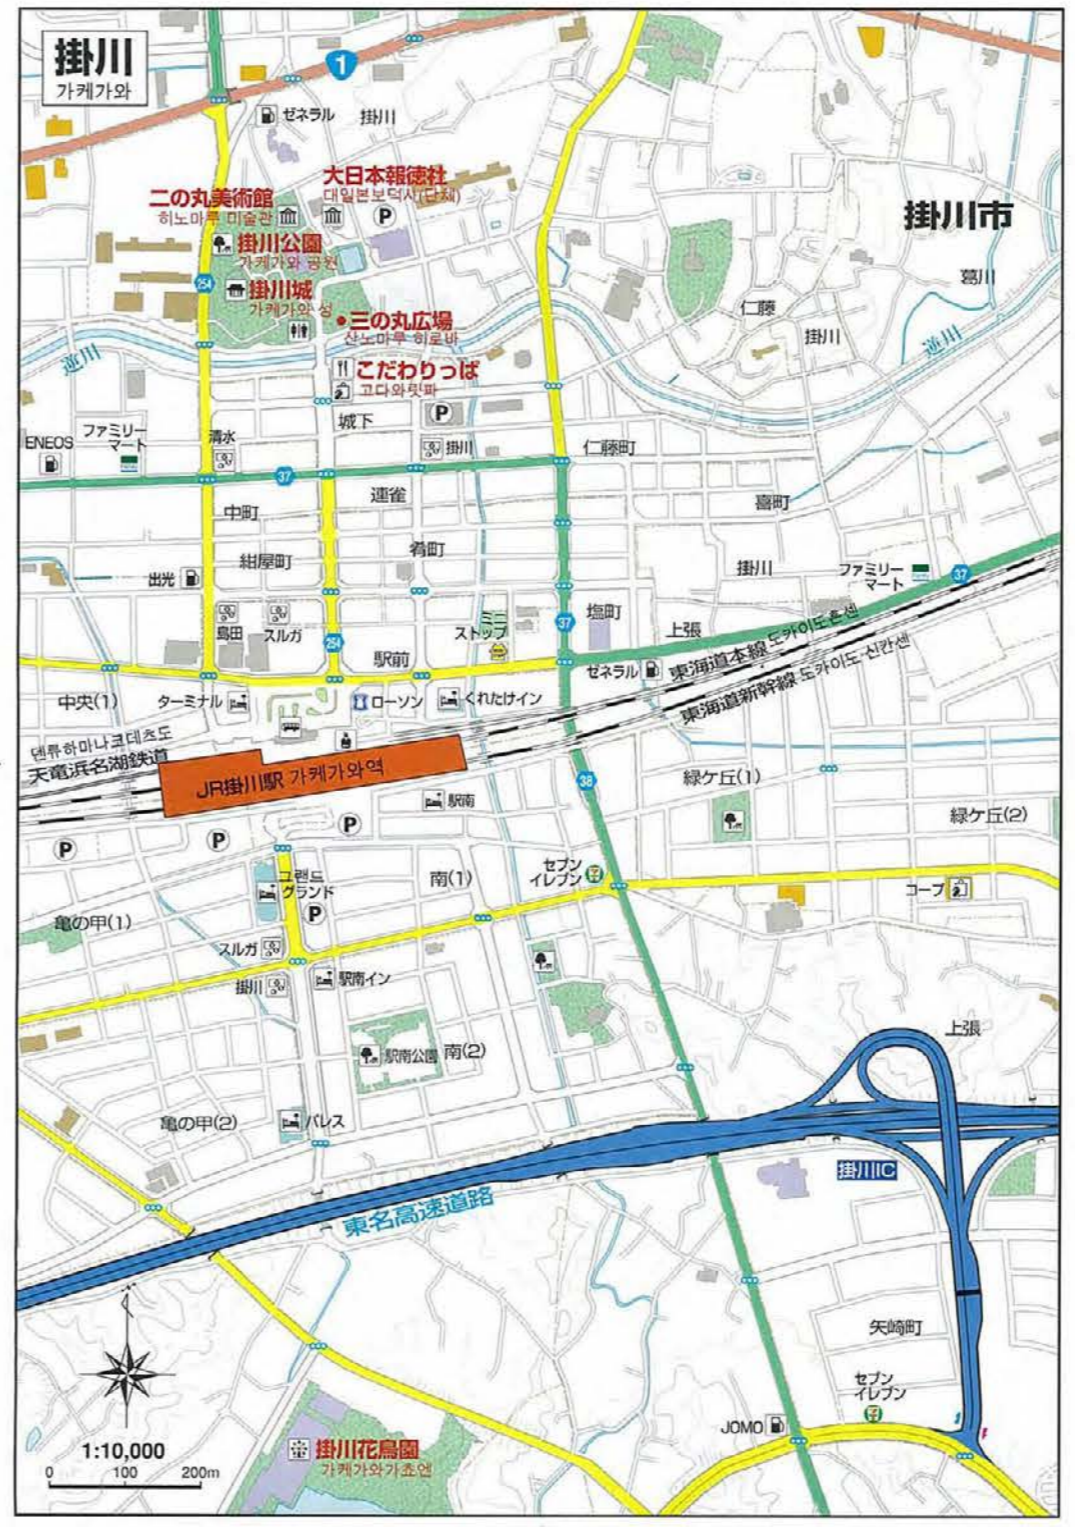 掛川
가케가와
1
ゼネラル
掛川
大日本報徳社
대일본보덕사(단체)
二の丸美術館
히노마루 미술관
P
掛川市
掛川公園
가케가와 공원
254
掛川城
가케가와 성
葛川
仁藤
掛川
三の丸広場
산노마루 히로바
逆川
逆川
こだわりっぱ
고다와릿파
城下
P
清水
ファミリー
マート
ENEOS
掛川
仁藤町
37
連雀
中町
喜町
紺屋町
肴町
掛川
出光
ファミリー
マート
37
島田
スルガ
254
ミニ
ストップ
37
塩町
上張
駅前
ゼネラル
東海道本線 도카이도혼센
東海道新幹線 도카이도 신칸센
中央(1)
ターミナル
ローソン
くれたけイン
덴류하마나코데츠도
天竜浜名湖鉄道
JR掛川駅 가케가와역
38
緑ケ丘(1)
駅南
緑ケ丘(2)
P
P
P
セブン
イレブン
그랜드
グランド
南(1)
コープ
P
亀の甲(1)
スルガ
掛川
駅南イン
上張
駅南公園
南(2)
亀の甲(2)
パレス
掛川IC
東名高速道路
矢崎町
セブン
イレブン
JOMO
1:10,000
0 100 200m
掛川花鳥園
가케가와가쵸엔